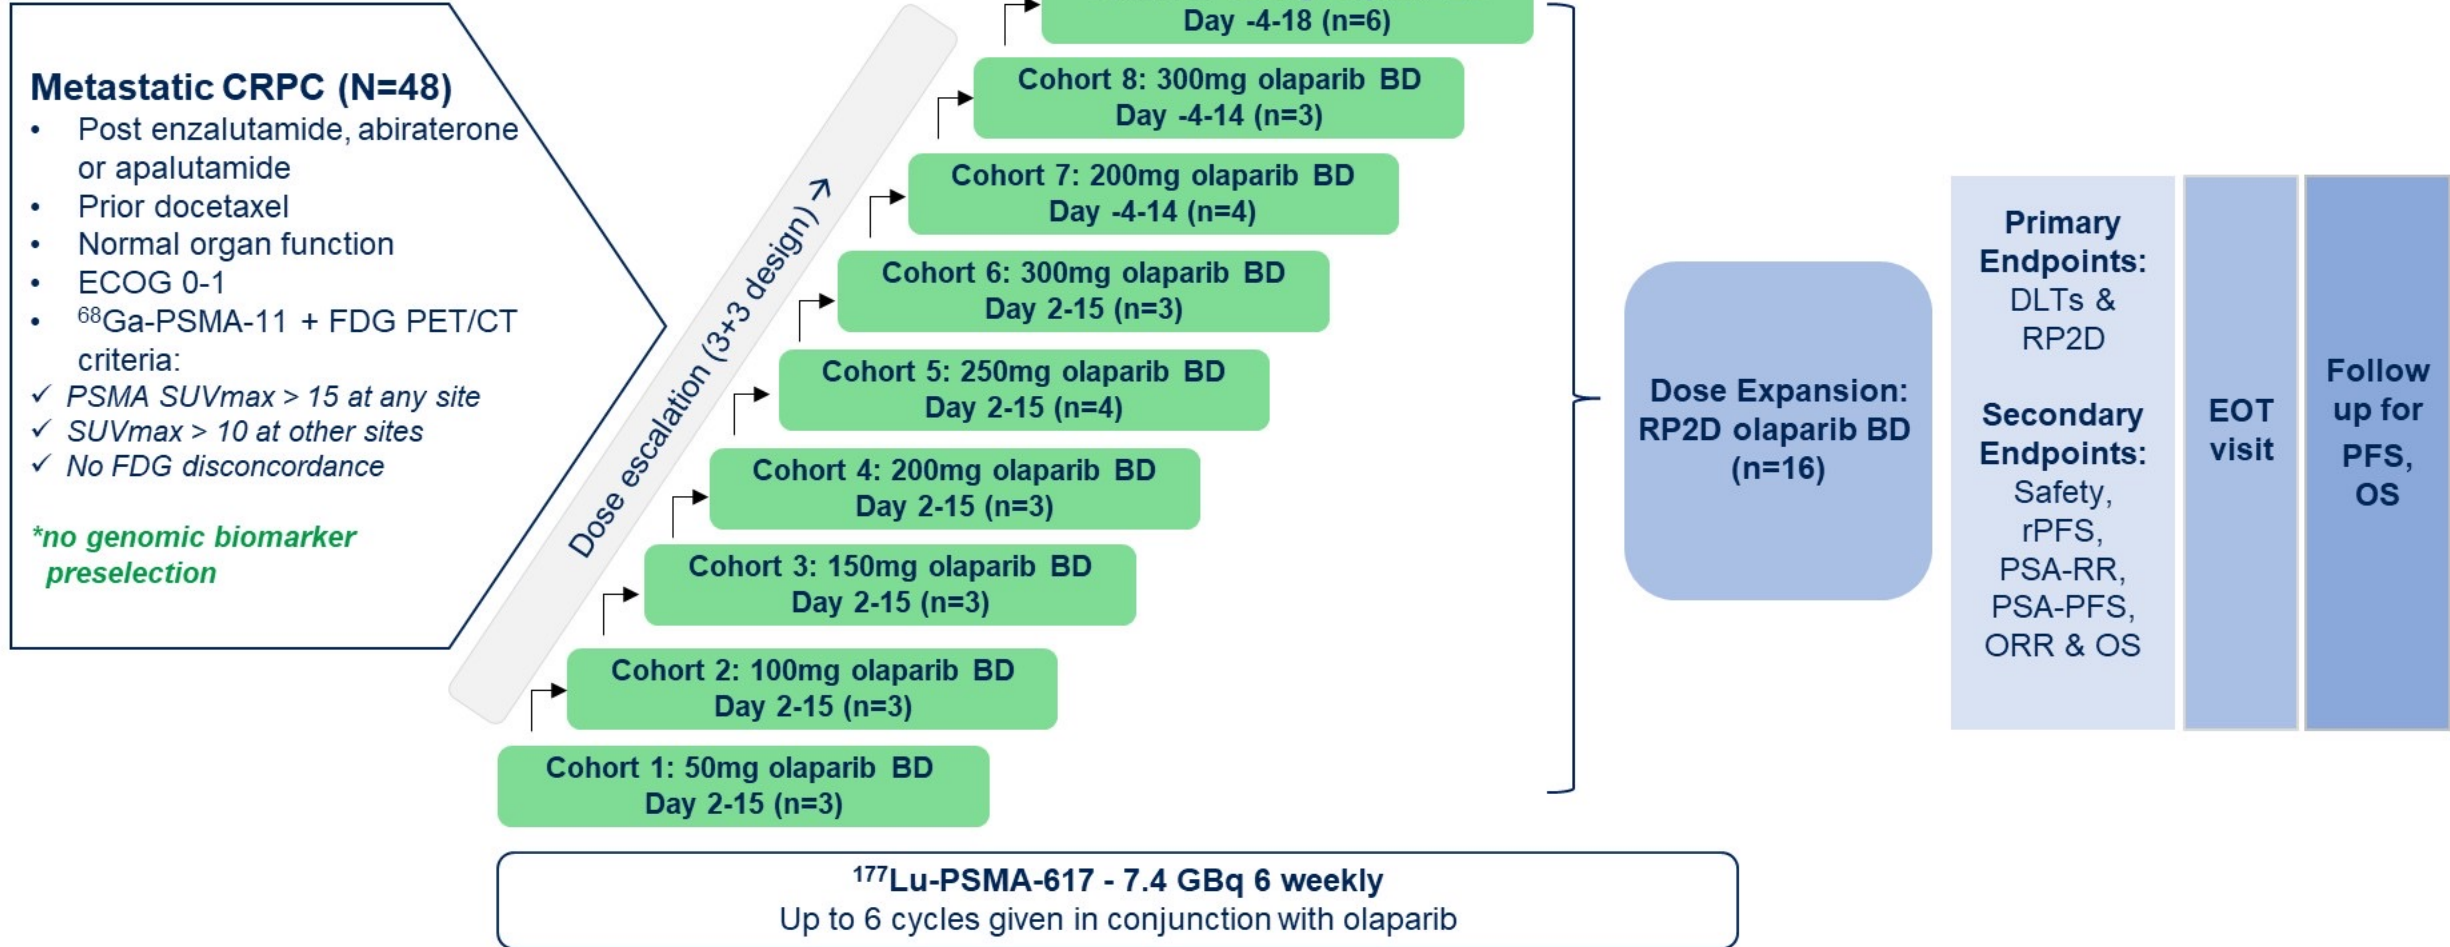 Metastatic CRPC (N=48)
• Post enzalutamide, abiraterone
or apalutamide
• Prior docetaxel
• Normal organ function
• ECOG 0-1
• ⁶⁸Ga-PSMA-11 + FDG PET/CT
criteria:
✓ PSMA SUVmax > 15 at any site
✓ SUVmax > 10 at other sites
✓ No FDG disconcordance
*no genomic biomarker
preselection
Dose escalation (3+3 design) →
Day -4-18 (n=6)
Cohort 8: 300mg olaparib BD
Day -4-14 (n=3)
Cohort 7: 200mg olaparib BD
Day -4-14 (n=4)
Cohort 6: 300mg olaparib BD
Day 2-15 (n=3)
Cohort 5: 250mg olaparib BD
Day 2-15 (n=4)
Cohort 4: 200mg olaparib BD
Day 2-15 (n=3)
Cohort 3: 150mg olaparib BD
Day 2-15 (n=3)
Cohort 2: 100mg olaparib BD
Day 2-15 (n=3)
Cohort 1: 50mg olaparib BD
Day 2-15 (n=3)
¹⁷⁷Lu-PSMA-617 - 7.4 GBq 6 weekly
Up to 6 cycles given in conjunction with olaparib
Dose Expansion:
RP2D olaparib BD
(n=16)
Primary
Endpoints:
DLTs &
RP2D
Secondary
Endpoints:
Safety,
rPFS,
PSA-RR,
PSA-PFS,
ORR & OS
EOT
visit
Follow
up for
PFS,
OS